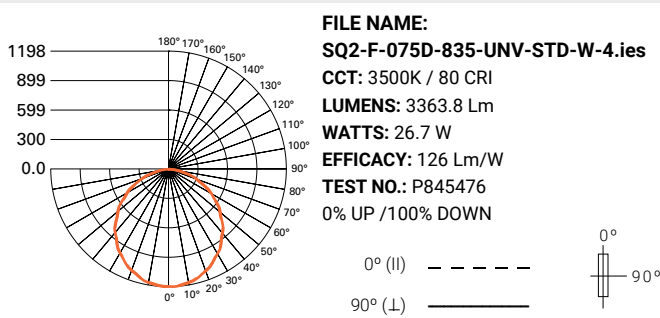 FILE NAME:
SQ2-F-075D-835-UNV-STD-W-4.ies
CCT: 3500K / 80 CRI
LUMENS: 3363.8 Lm
WATTS: 26.7 W
EFFICACY: 126 Lm/W
TEST NO.: P845476
0% UP /100% DOWN
1198
899
599
300
0.0
180° 170° 160° 150° 140° 130° 120° 110° 100° 90° 80° 70° 60° 50° 40° 30° 20° 10° 0°
0° (II)
90° (⊥)
0°
90°